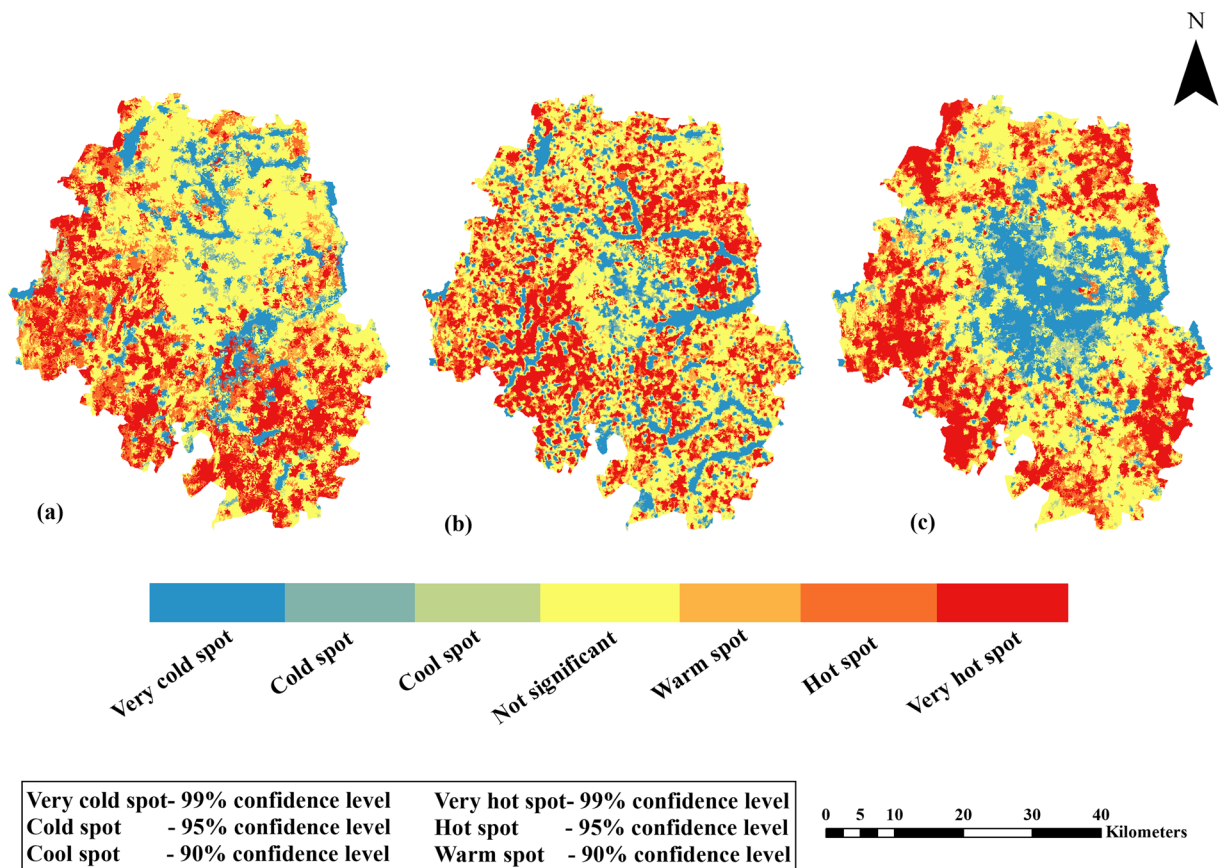 N
(a)
(b)
(c)
Very cold spot
Cold spot
Cool spot
Not significant
Warm spot
Hot spot
Very hot spot
Very cold spot- 99% confidence level
Cold spot - 95% confidence level
Cool spot - 90% confidence level
Very hot spot- 99% confidence level
Hot spot - 95% confidence level
Warm spot - 90% confidence level
0 5 10 20 30 40
Kilometers